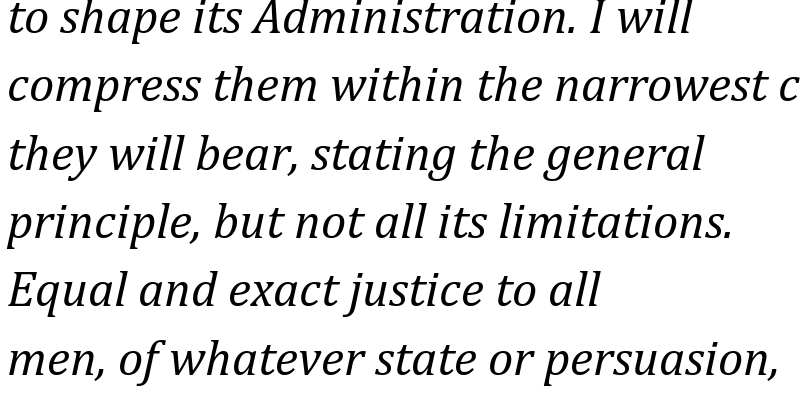 to shape its Administration. I will
compress them within the narrowest
they will bear, stating the general
principle, but not all its limitations.
Equal and exact justice to all
men, of whatever state or persuasion,